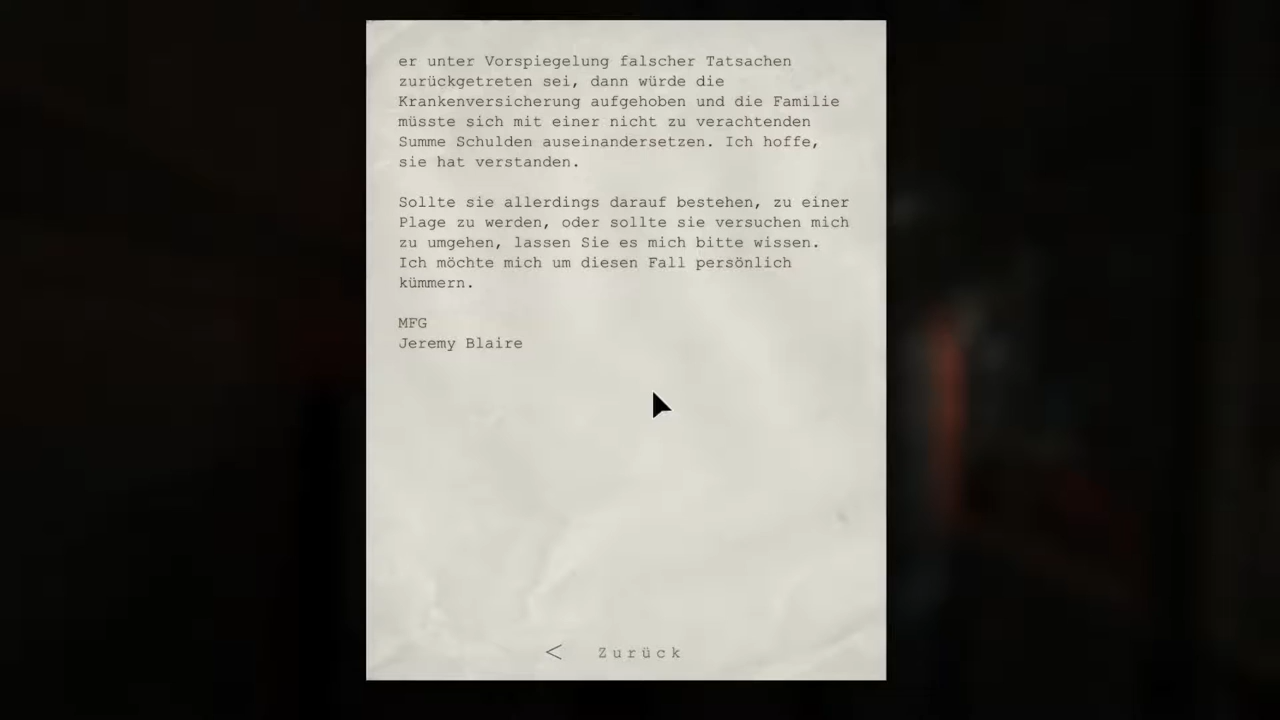 er unter Vorspiegelung falscher Tatsachen
zurückgetreten sei, dann würde die
Krankenversicherung aufgehoben und die Familie
müsste sich mit einer nicht zu verachtenden
Summe Schulden auseinandersetzen. Ich hoffe,
sie hat verstanden.
Sollte sie allerdings darauf bestehen, zu einer
Plage zu werden, oder sollte sie versuchen mich
zu umgehen, lassen Sie es mich bitte wissen.
Ich möchte mich um diesen Fall persönlich
kümmern.
MFG
Jeremy Blaire
< Zurück